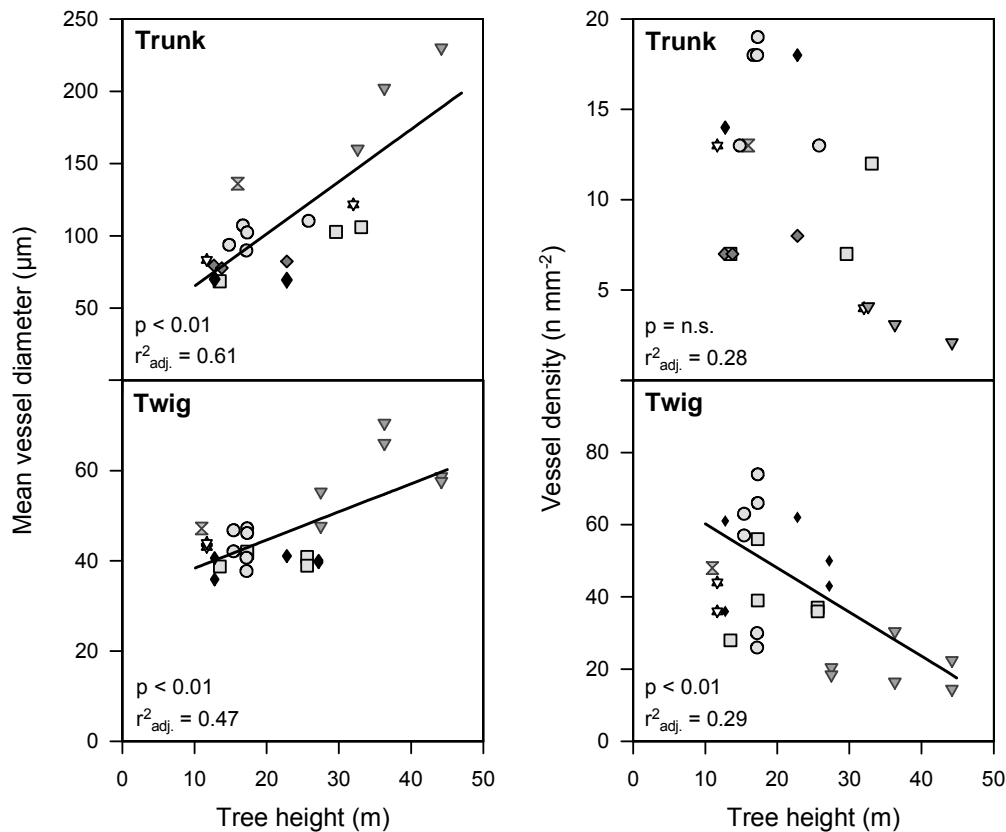 250
200
150
100
50
Trunk
p < 0.01
r²adj. = 0.61
20
15
10
5
Trunk
p = n.s.
r²adj. = 0.28
Mean vessel diameter (µm)
Vessel density (n mm⁻²)
60
40
20
0
Twig
p < 0.01
r²adj. = 0.47
0 10 20 30 40 50
Tree height (m)
80
60
40
20
0
Twig
p < 0.01
r²adj. = 0.29
0 10 20 30 40 50
Tree height (m)